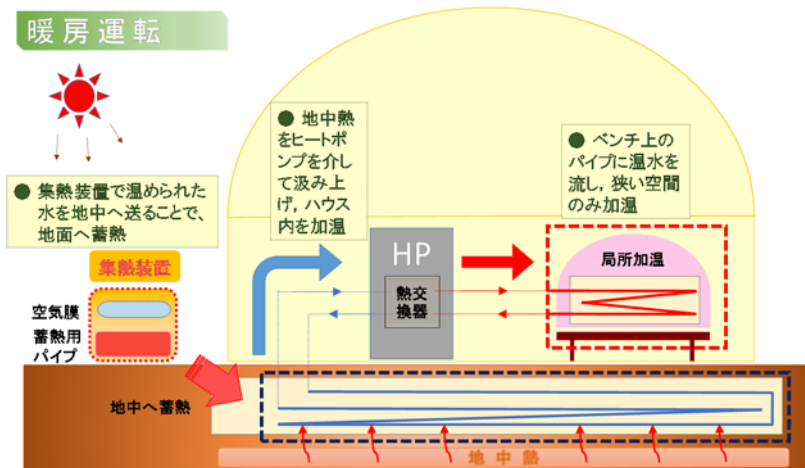 暖房運転
● 地中熱
をヒートポ
ンプを介し
て汲み上
げ，ハウス
内を加温
● ベンチ上の
パイプに温水を
流し，狭い空間
のみ加温
● 集熱装置で温められた
水を地中へ送ることで、
地面へ蓄熱
集熱装置
空気膜
蓄熱用
パイプ
HP
熱交
換器
局所加温
地中へ蓄熱
地中熱